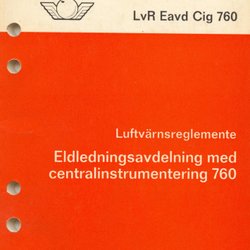 LvR Eavd Cig 760
Luftvärnsreglemente
Eldledningsavdelning med
centralinstrumentering 760